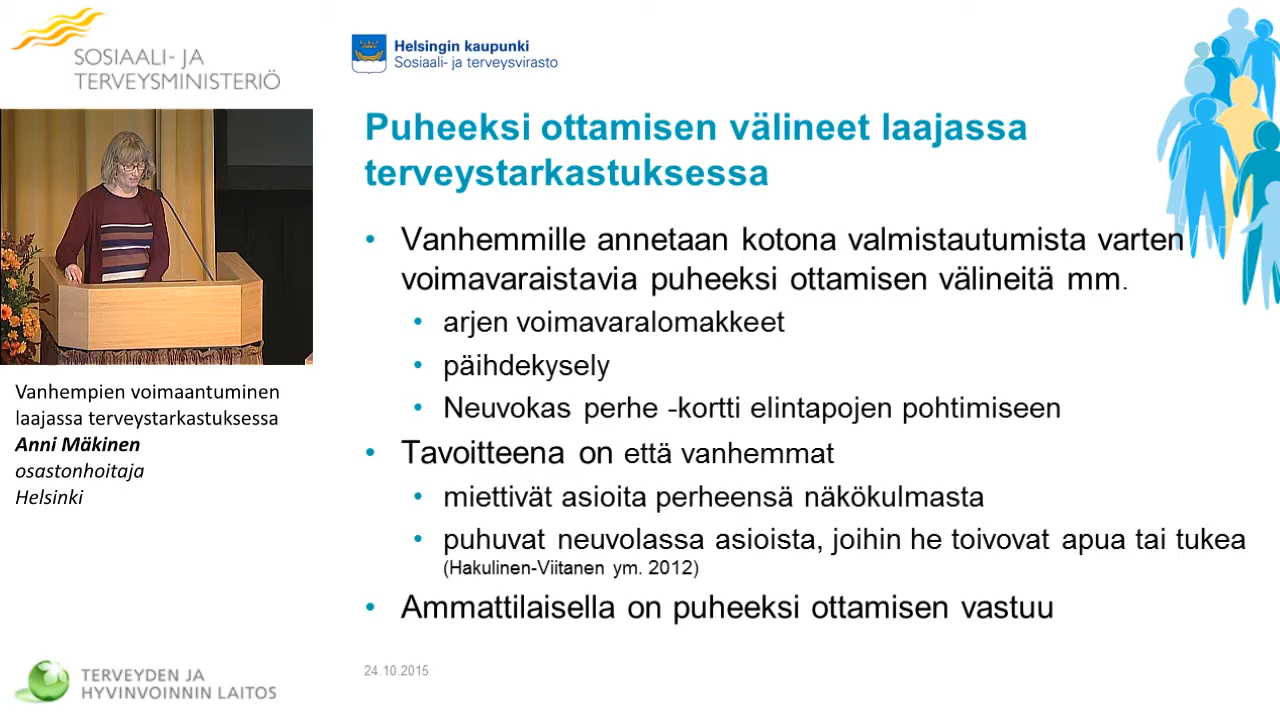 SOSIAALI- JA
TERVEYSMINISTERIÖ
Helsingin kaupunki
Sosiaali- ja terveysvirasto
Puheeksi ottamisen välineet laajassa
terveystarkastuksessa
• Vanhemmille annetaan kotona valmistautumista varten
voimavaraistavia puheeksi ottamisen välineitä mm.
• arjen voimavaralomakkeet
• päihdekysely
• Neuvokas perhe -kortti elintapojen pohtimiseen
• Tavoitteena on että vanhemmat
• miettivät asioita perheensä näkökulmasta
• puhuvat neuvolassa asioista, joihin he toivovat apua tai tukea
(Hakulinen-Viitanen ym. 2012)
• Ammattilaisella on puheeksi ottamisen vastuu
24.10.2015
Vanhempien voimaantuminen
laajassa terveystarkastuksessa
Anni Mäkinen
osastonhoitaja
Helsinki
TERVEYDEN JA
HYVINVOINNIN LAITOS